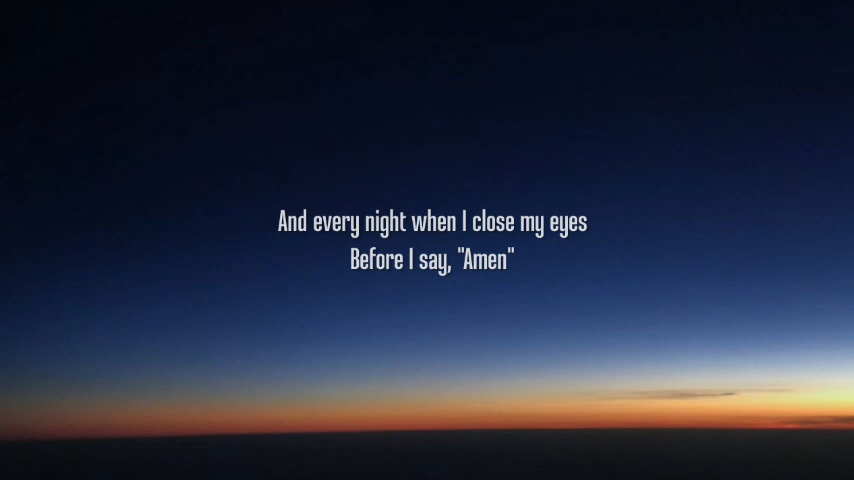 And every night when I close my eyes
Before I say, "Amen"